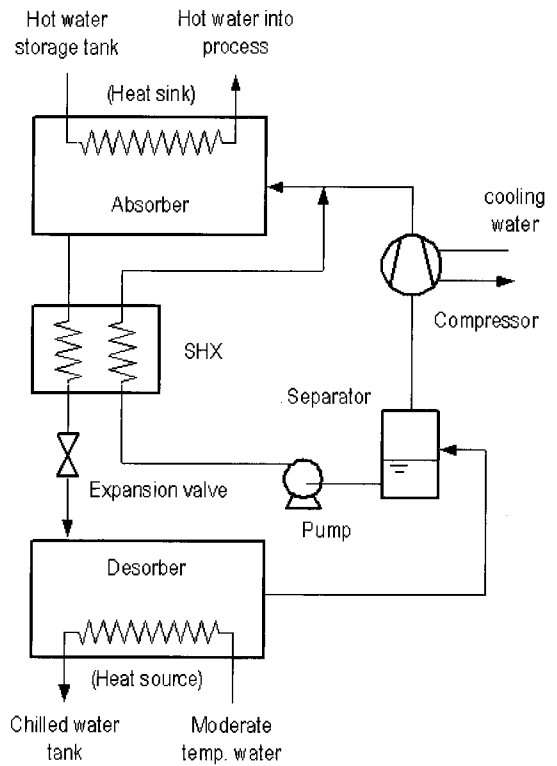 Hot water
storage tank
Hot water into
process
(Heat sink)
Absorber
cooling
water
Compressor
SHX
Separator
Expansion valve
Pump
Desorber
(Heat source)
Chilled water
tank
Moderate
temp. water